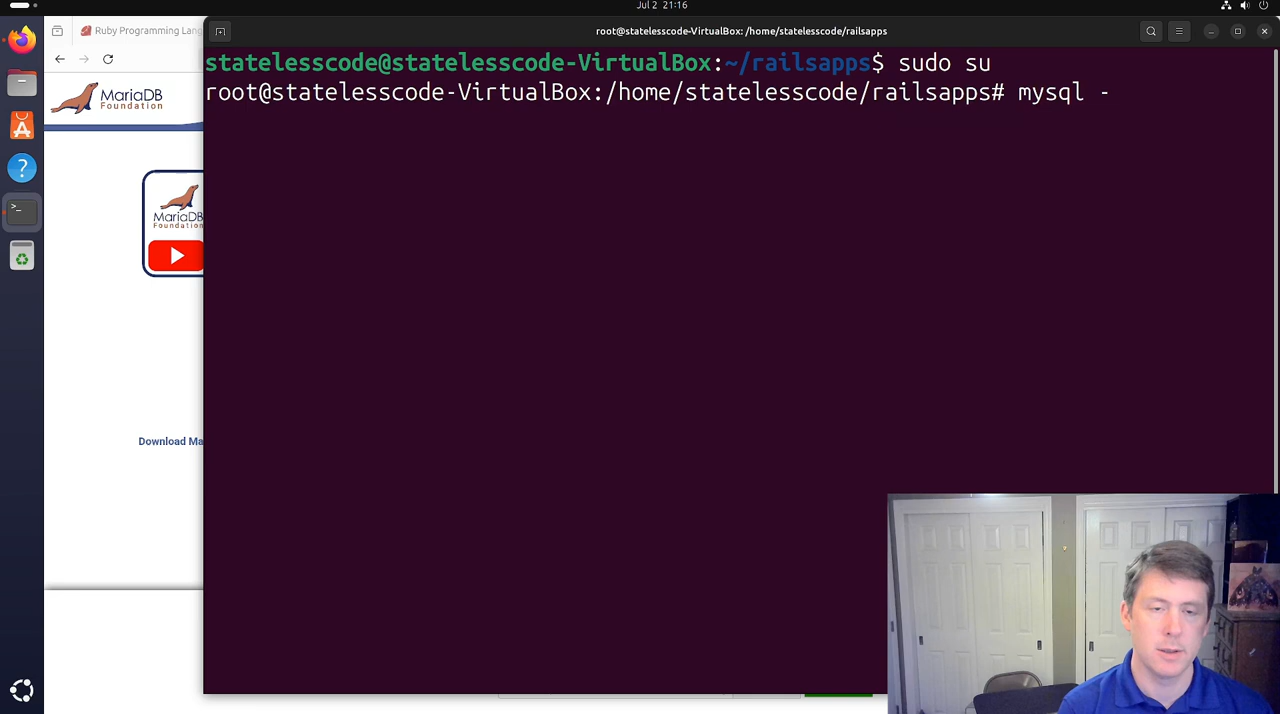 Jul 2 21:16
Ruby Programming Lan
root@statelesscode-VirtualBox: /home/statelesscode/railsapps
statelesscode@statelesscode-VirtualBox:~/railsapps$ sudo su
root@statelesscode-VirtualBox:/home/statelesscode/railsapps# mysql -
MariaDB
Foundation
MariaDB
Foundation
Download Ma